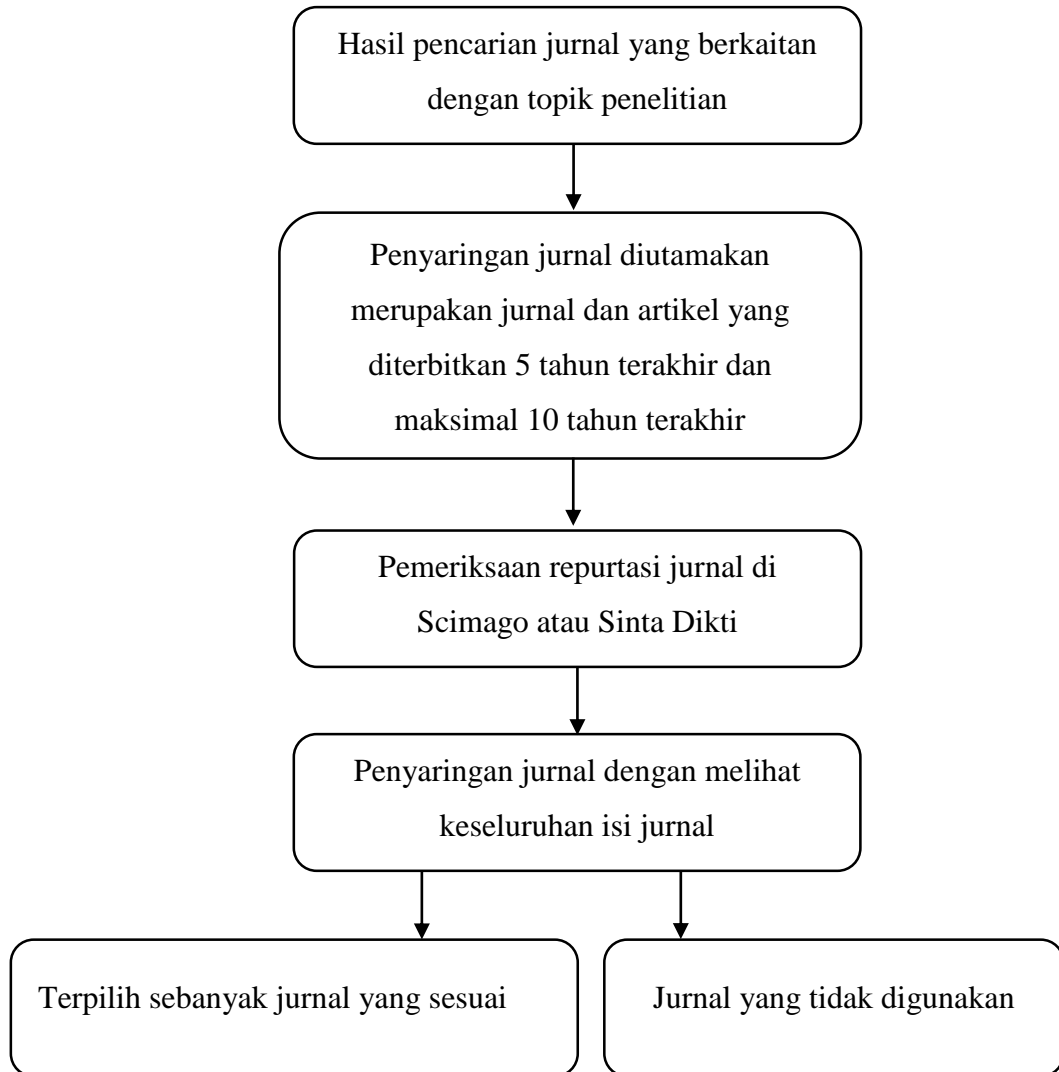 Hasil pencarian jurnal yang berkaitan
dengan topik penelitian
Penyaringan jurnal diutamakan
merupakan jurnal dan artikel yang
diterbitkan 5 tahun terakhir dan
maksimal 10 tahun terakhir
Pemeriksaan repurtasi jurnal di
Scimago atau Sinta Dikti
Penyaringan jurnal dengan melihat
keseluruhan isi jurnal
Terpilih sebanyak jurnal yang sesuai
Jurnal yang tidak digunakan